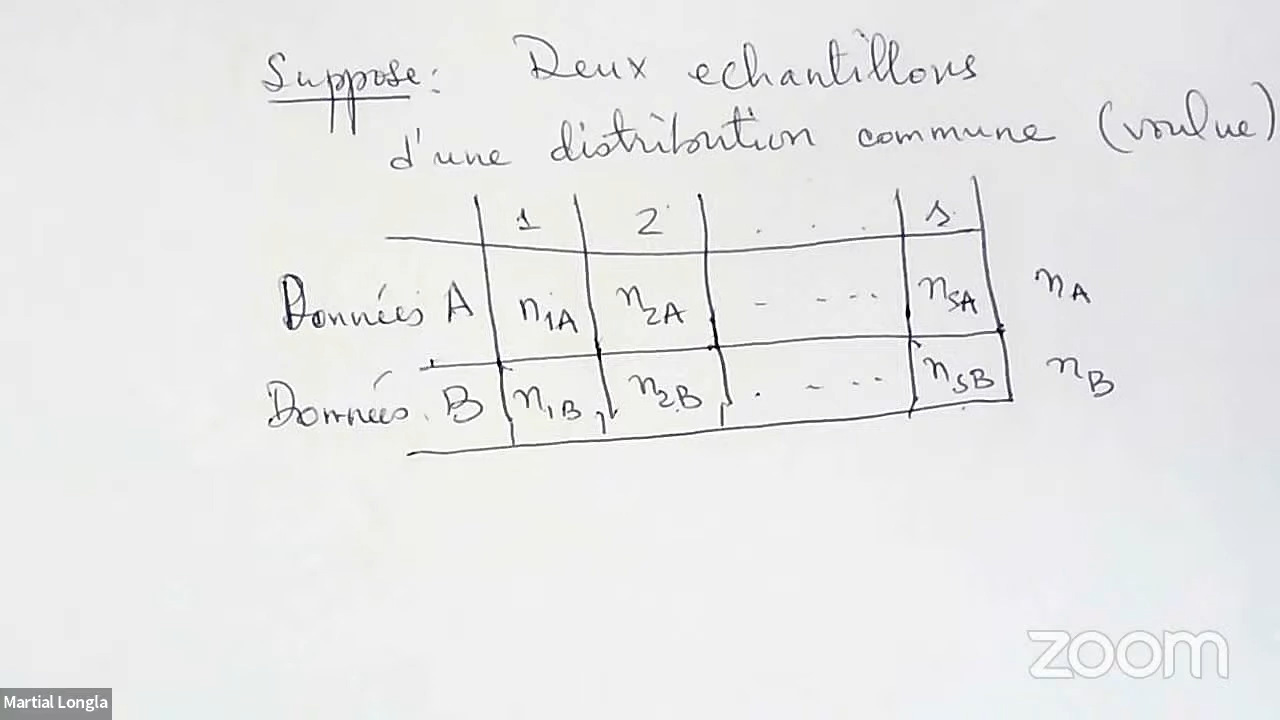 Suppose: Deux echantillons
d'une distribution commune (voulue)
1 2 . . . s
Données A n1A n2A - - - - nSA nA
Données B n1B n2B . - - - nSB nB
zoom
Martial Longla